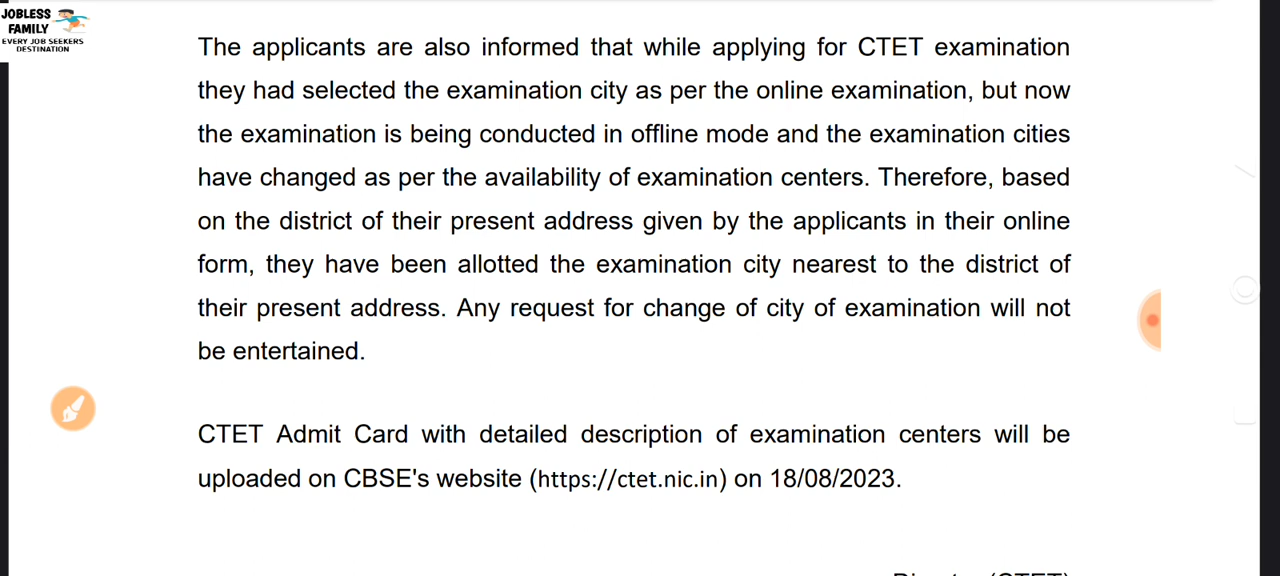 JOBLESS
FAMILY
EVERY JOB SEEKERS
DESTINATION
The applicants are also informed that while applying for CTET examination
they had selected the examination city as per the online examination, but now
the examination is being conducted in offline mode and the examination cities
have changed as per the availability of examination centers. Therefore, based
on the district of their present address given by the applicants in their online
form, they have been allotted the examination city nearest to the district of
their present address. Any request for change of city of examination will not
be entertained.
CTET Admit Card with detailed description of examination centers will be
uploaded on CBSE's website (https://ctet.nic.in) on 18/08/2023.